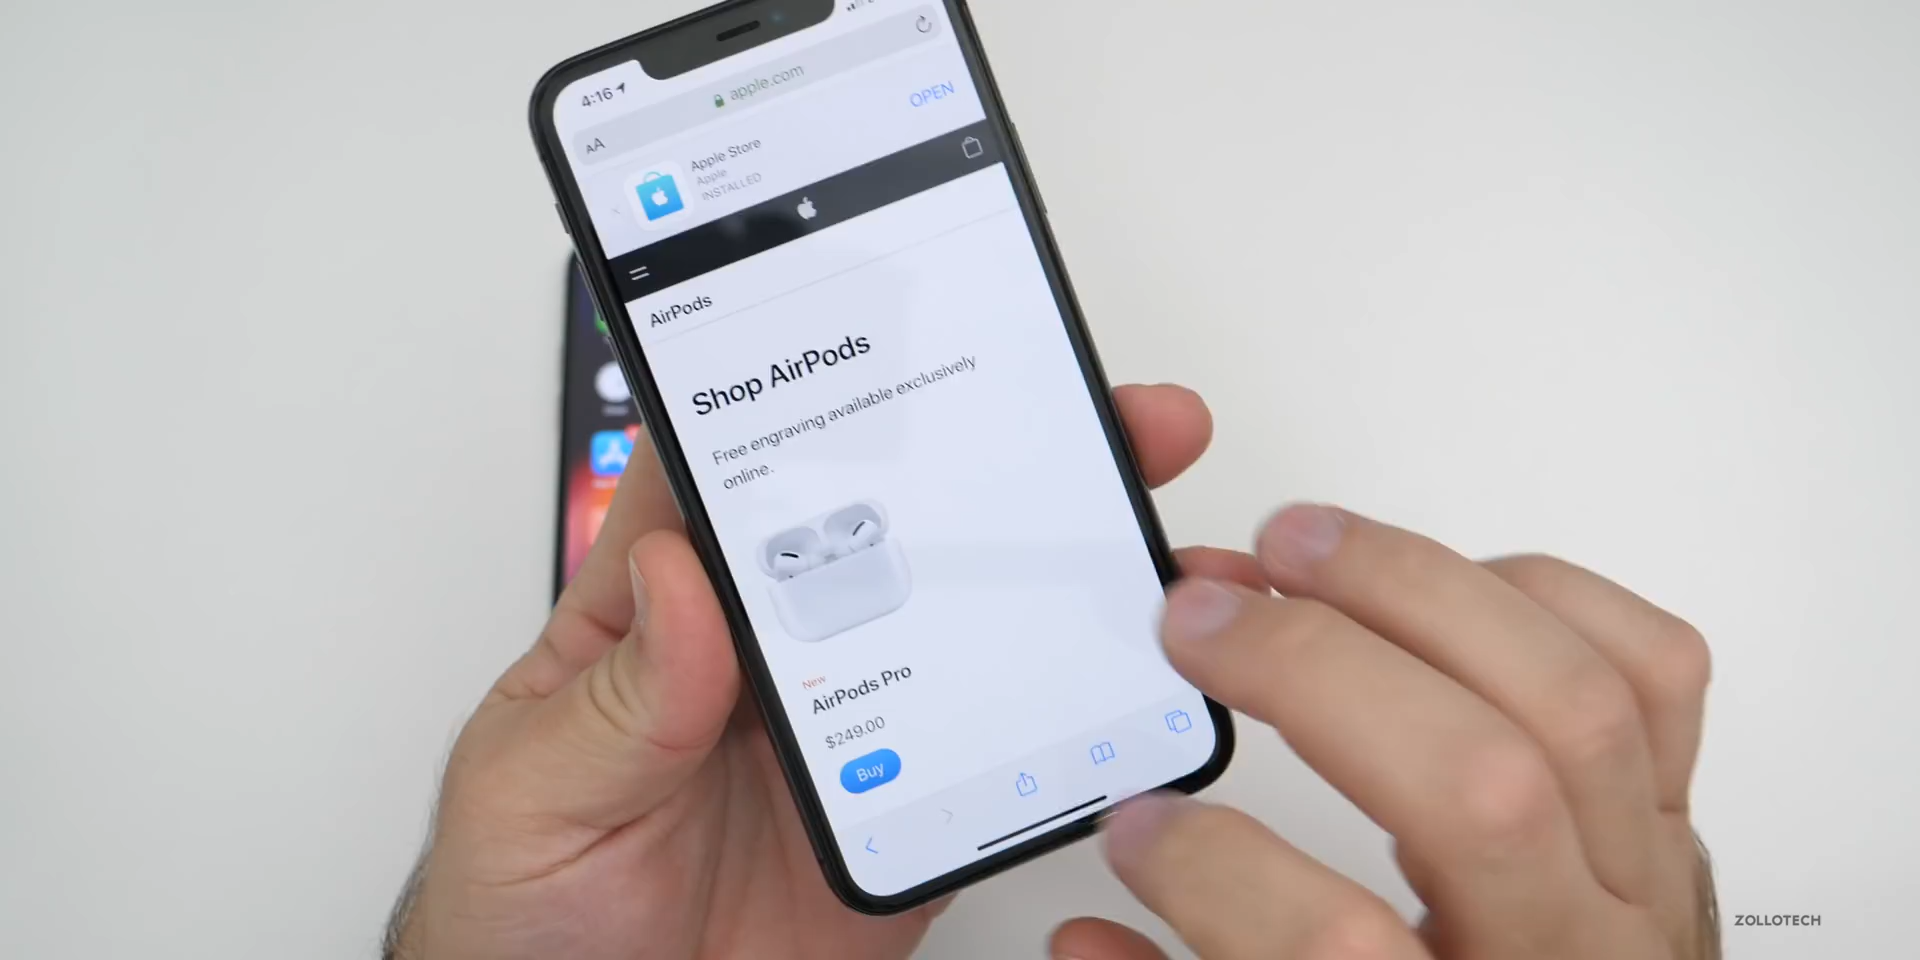 4:16
AA
apple.com
Apple Store
Apple
INSTALLED
OPEN
AirPods
Shop AirPods
Free engraving available exclusively
online.
New
AirPods Pro
$249.00
Buy
ZOLLOTECH